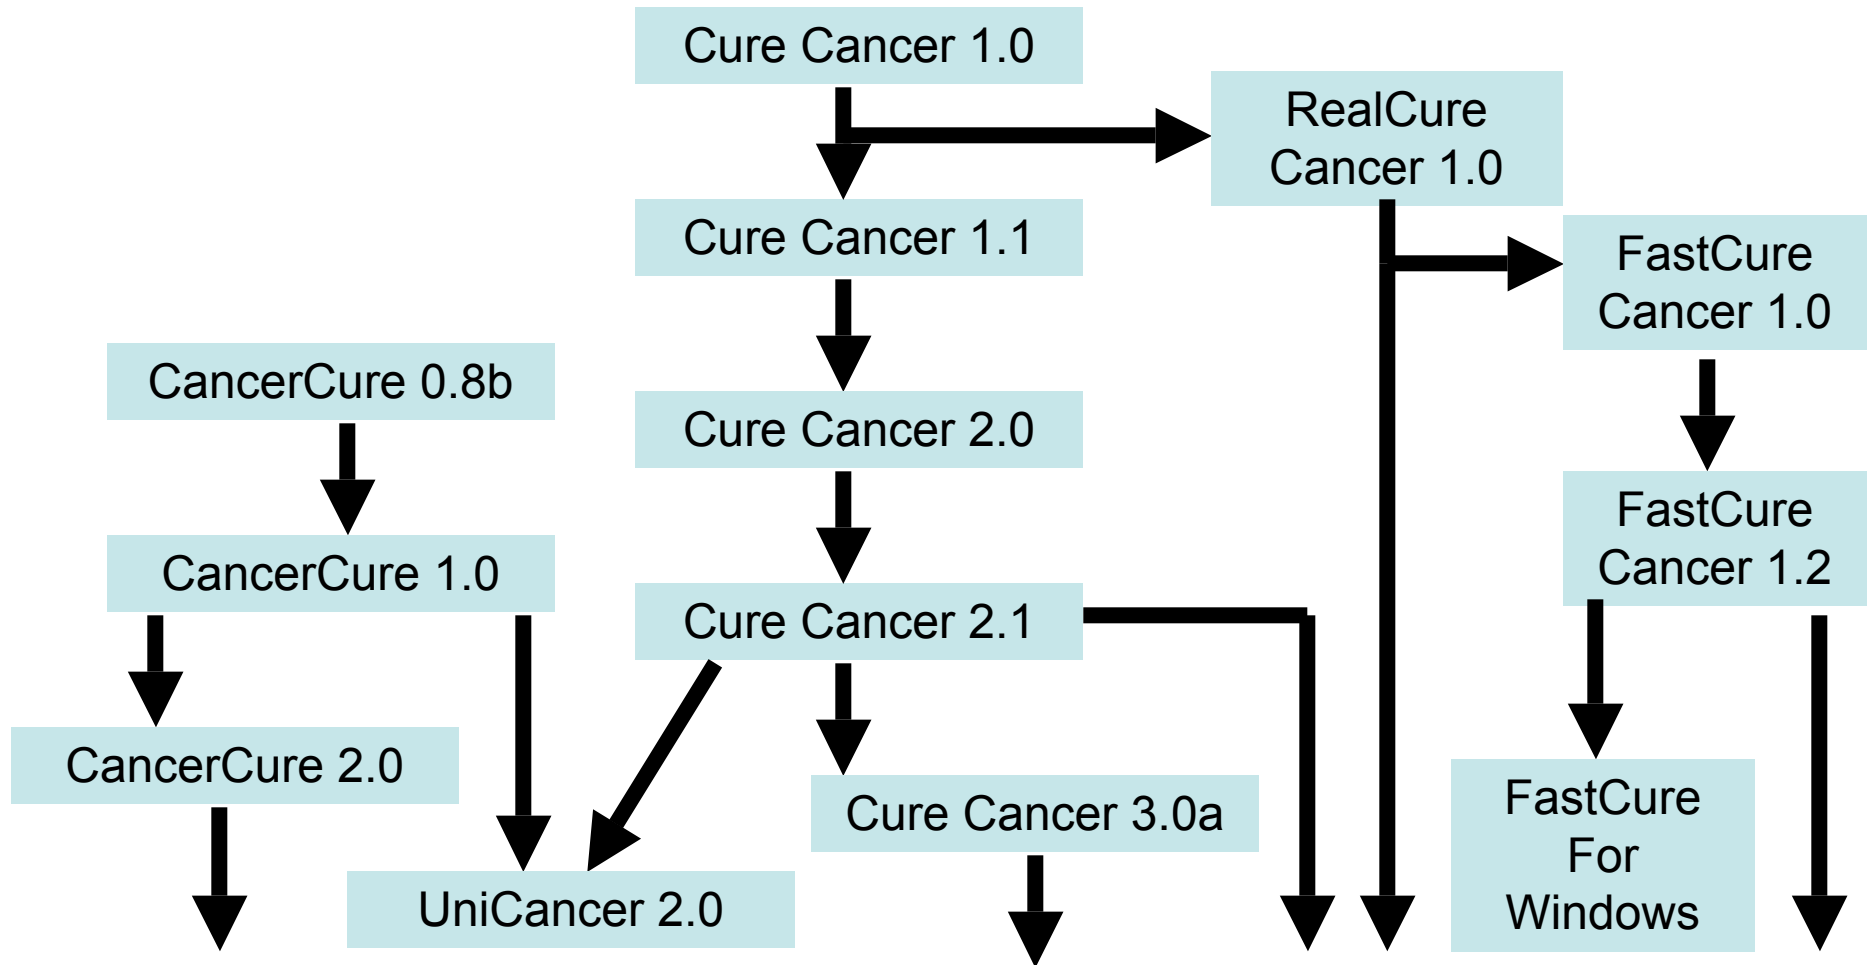 Cure Cancer 1.0
RealCure
Cancer 1.0
Cure Cancer 1.1
FastCure
Cancer 1.0
CancerCure 0.8b
Cure Cancer 2.0
FastCure
Cancer 1.2
CancerCure 1.0
Cure Cancer 2.1
CancerCure 2.0
Cure Cancer 3.0a
FastCure
For
Windows
UniCancer 2.0